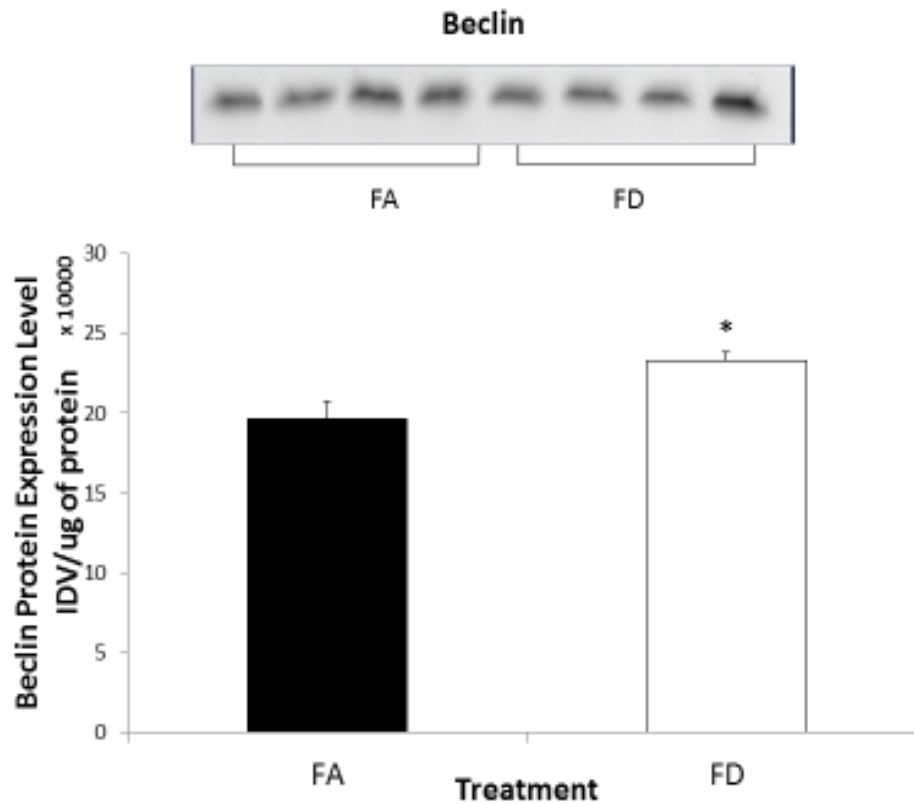 Beclin
FA FD
Beclin Protein Expression Level
IDV/ug of protein
x 10000
30
25
20
15
10
5
0
*
FA FD
Treatment